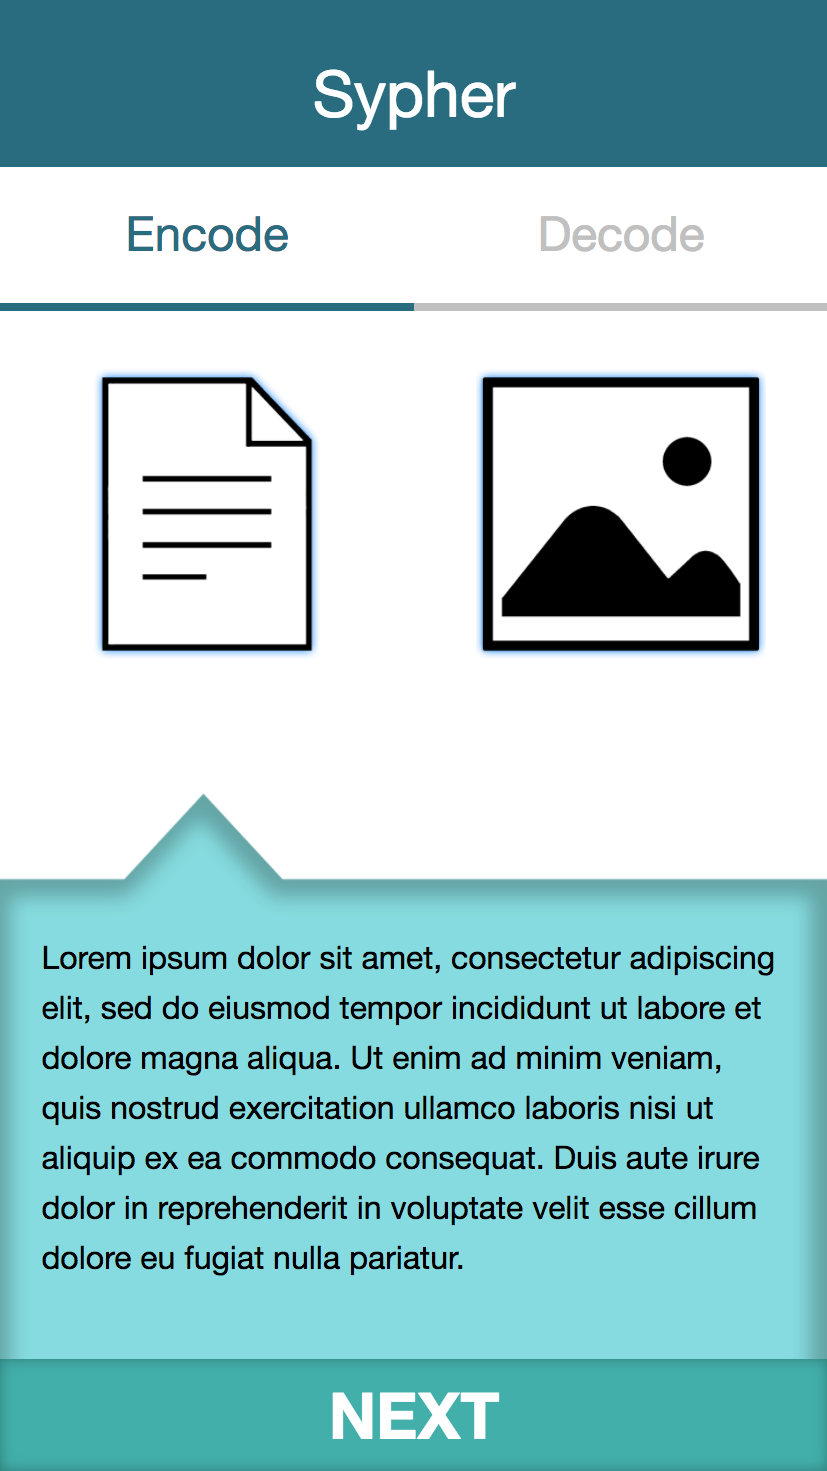 Sypher
Encode Decode
Lorem ipsum dolor sit amet, consectetur adipiscing
elit, sed do eiusmod tempor incididunt ut labore et
dolore magna aliqua. Ut enim ad minim veniam,
quis nostrud exercitation ullamco laboris nisi ut
aliquip ex ea commodo consequat. Duis aute irure
dolor in reprehenderit in voluptate velit esse cillum
dolore eu fugiat nulla pariatur.
NEXT